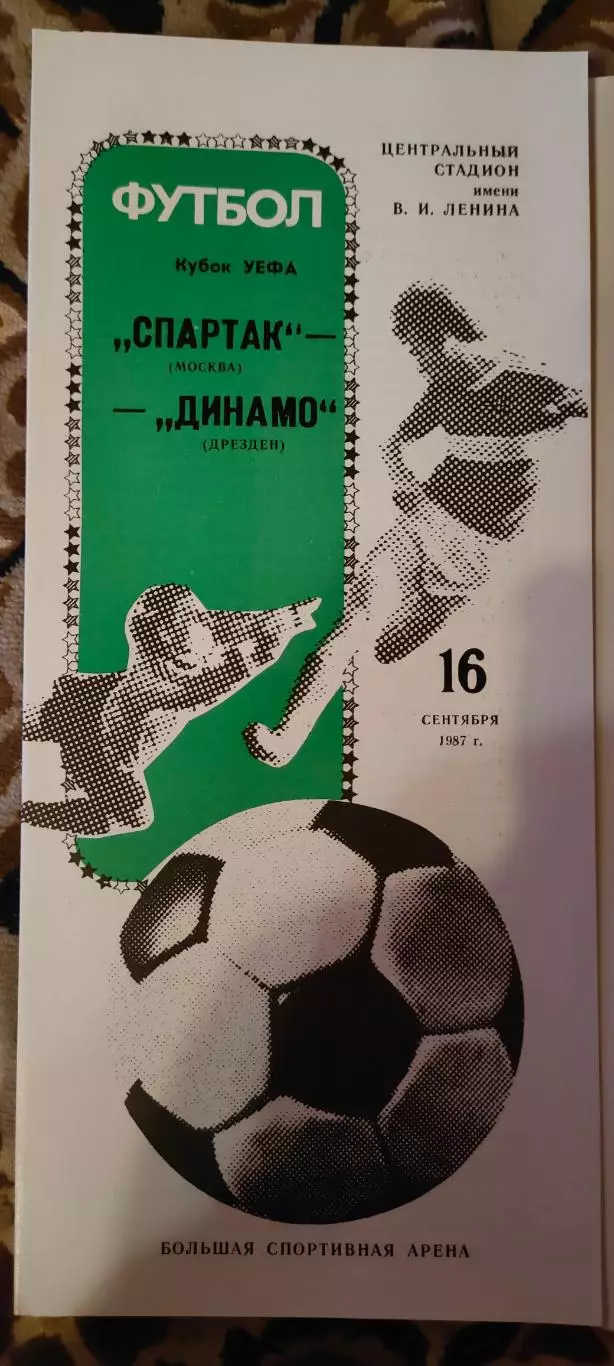 ФУТБОЛ
Кубок УЕФА
„СПАРТАК“—
(МОСКВА)
— „ДИНАМО“
(ДРЕЗДЕН)
ЦЕНТРАЛЬНЫЙ
СТАДИОН
имени
В. И. ЛЕНИНА
16
СЕНТЯБРЯ
1987 г.
БОЛЬШАЯ СПОРТИВНАЯ АРЕНА